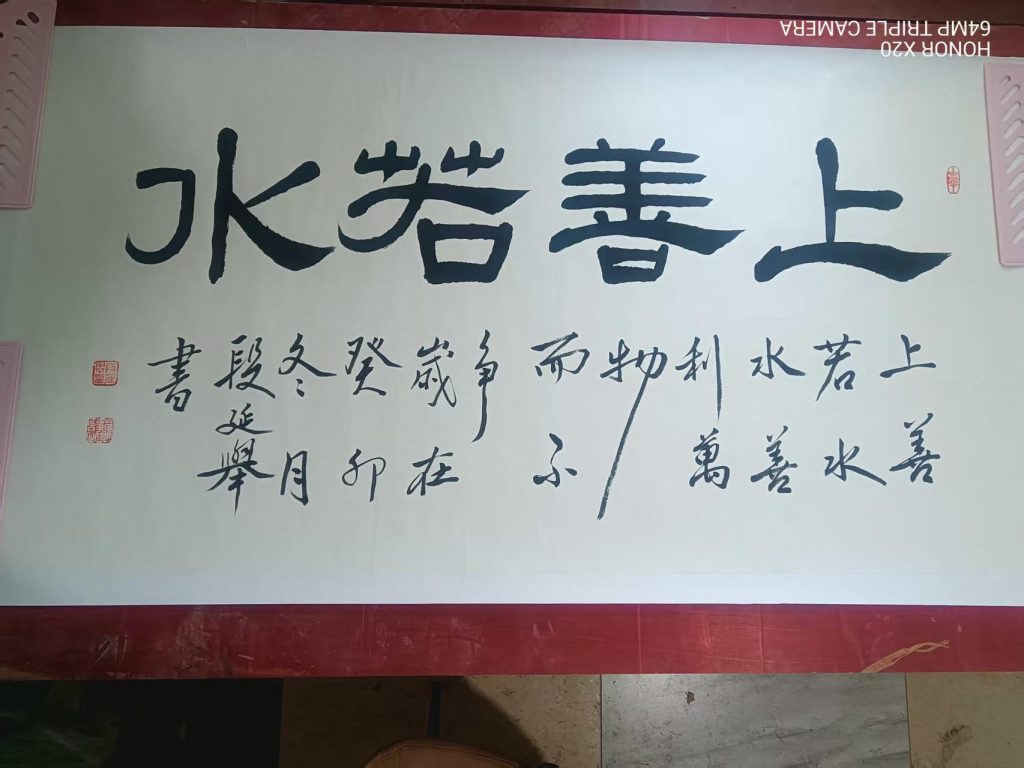 上善若水
上善
若水
水善
利萬
物
而不
争
歲在
癸卯
冬月
段延舉
書
HONOR X20
64MP TRIPLE CAMERA